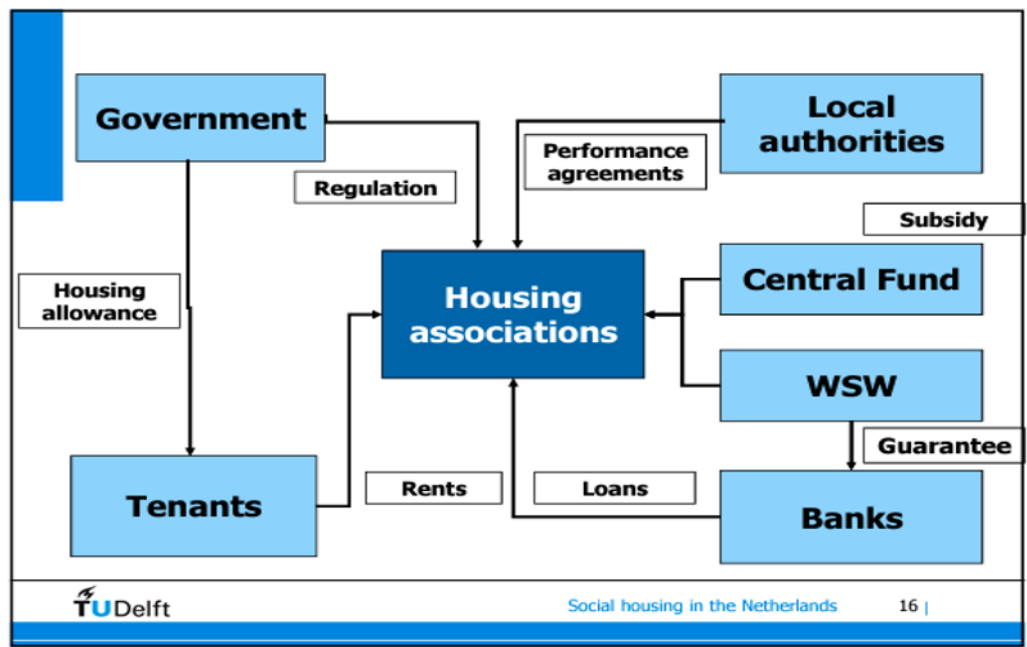 Government
Local
authorities
Performance
agreements
Regulation
Subsidy
Central Fund
Housing
allowance
Housing
associations
WSW
Guarantee
Tenants
Rents
Loans
Banks
TUDelft
Social housing in the Netherlands
16 |